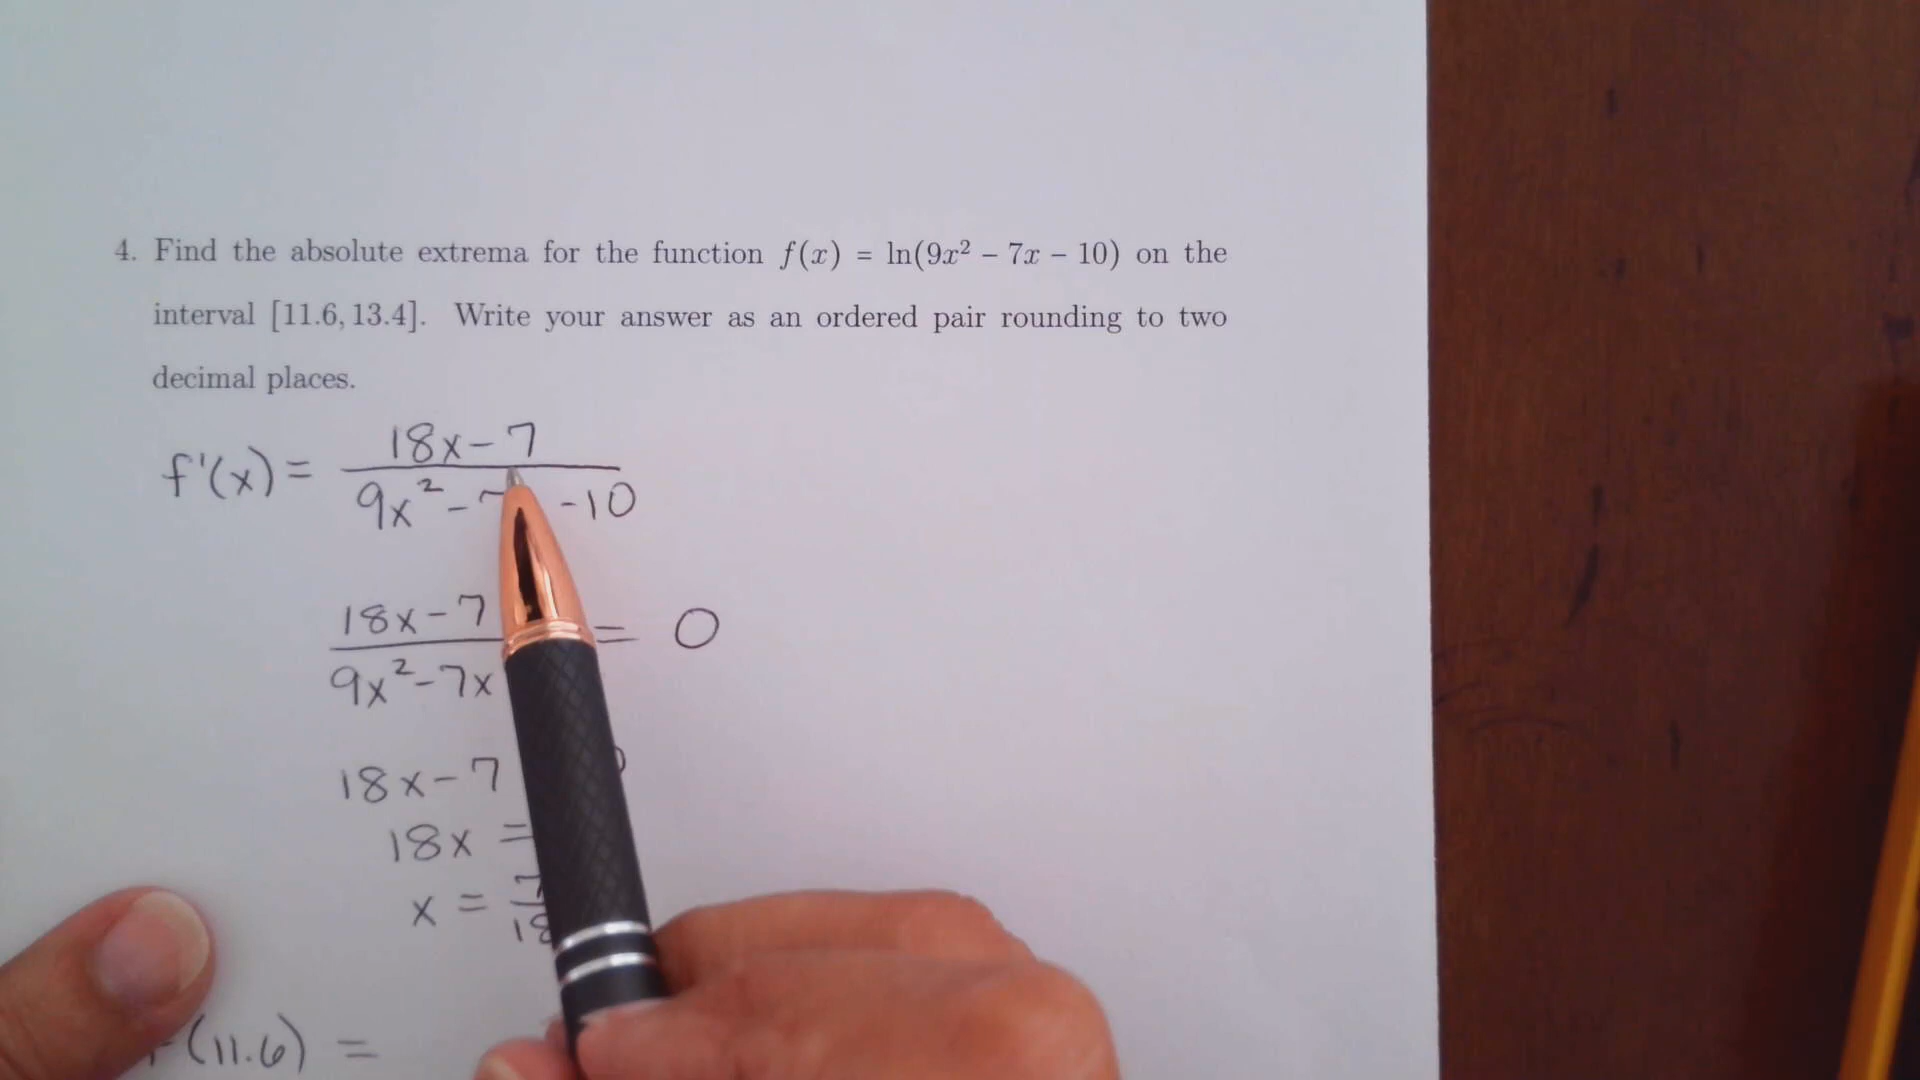 4. Find the absolute extrema for the function f(x) = ln(9x² − 7x − 10) on the
interval [11.6, 13.4]. Write your answer as an ordered pair rounding to two
decimal places.
f'(x) = 18x−7
9x² − −10
18x−7 = 0
9x²−7x
18x−7
18x =
x = 7/18
(11.6) =